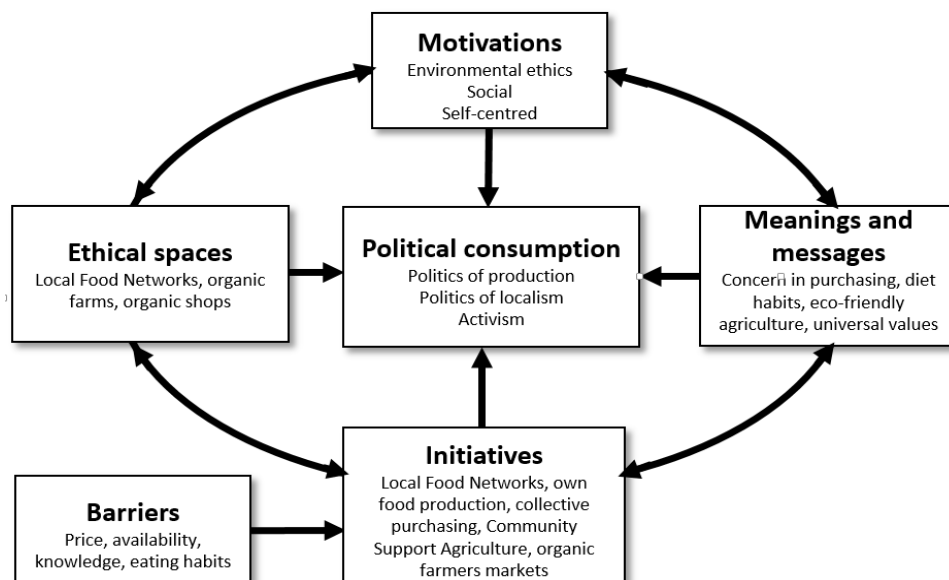 Motivations
Environmental ethics
Social
Self-centred
Ethical spaces
Local Food Networks, organic
farms, organic shops
Political consumption
Politics of production
Politics of localism
Activism
Meanings and
messages
Concern in purchasing, diet
habits, eco-friendly
agriculture, universal values
Initiatives
Local Food Networks, own
food production, collective
purchasing, Community
Support Agriculture, organic
farmers markets
Barriers
Price, availability,
knowledge, eating habits